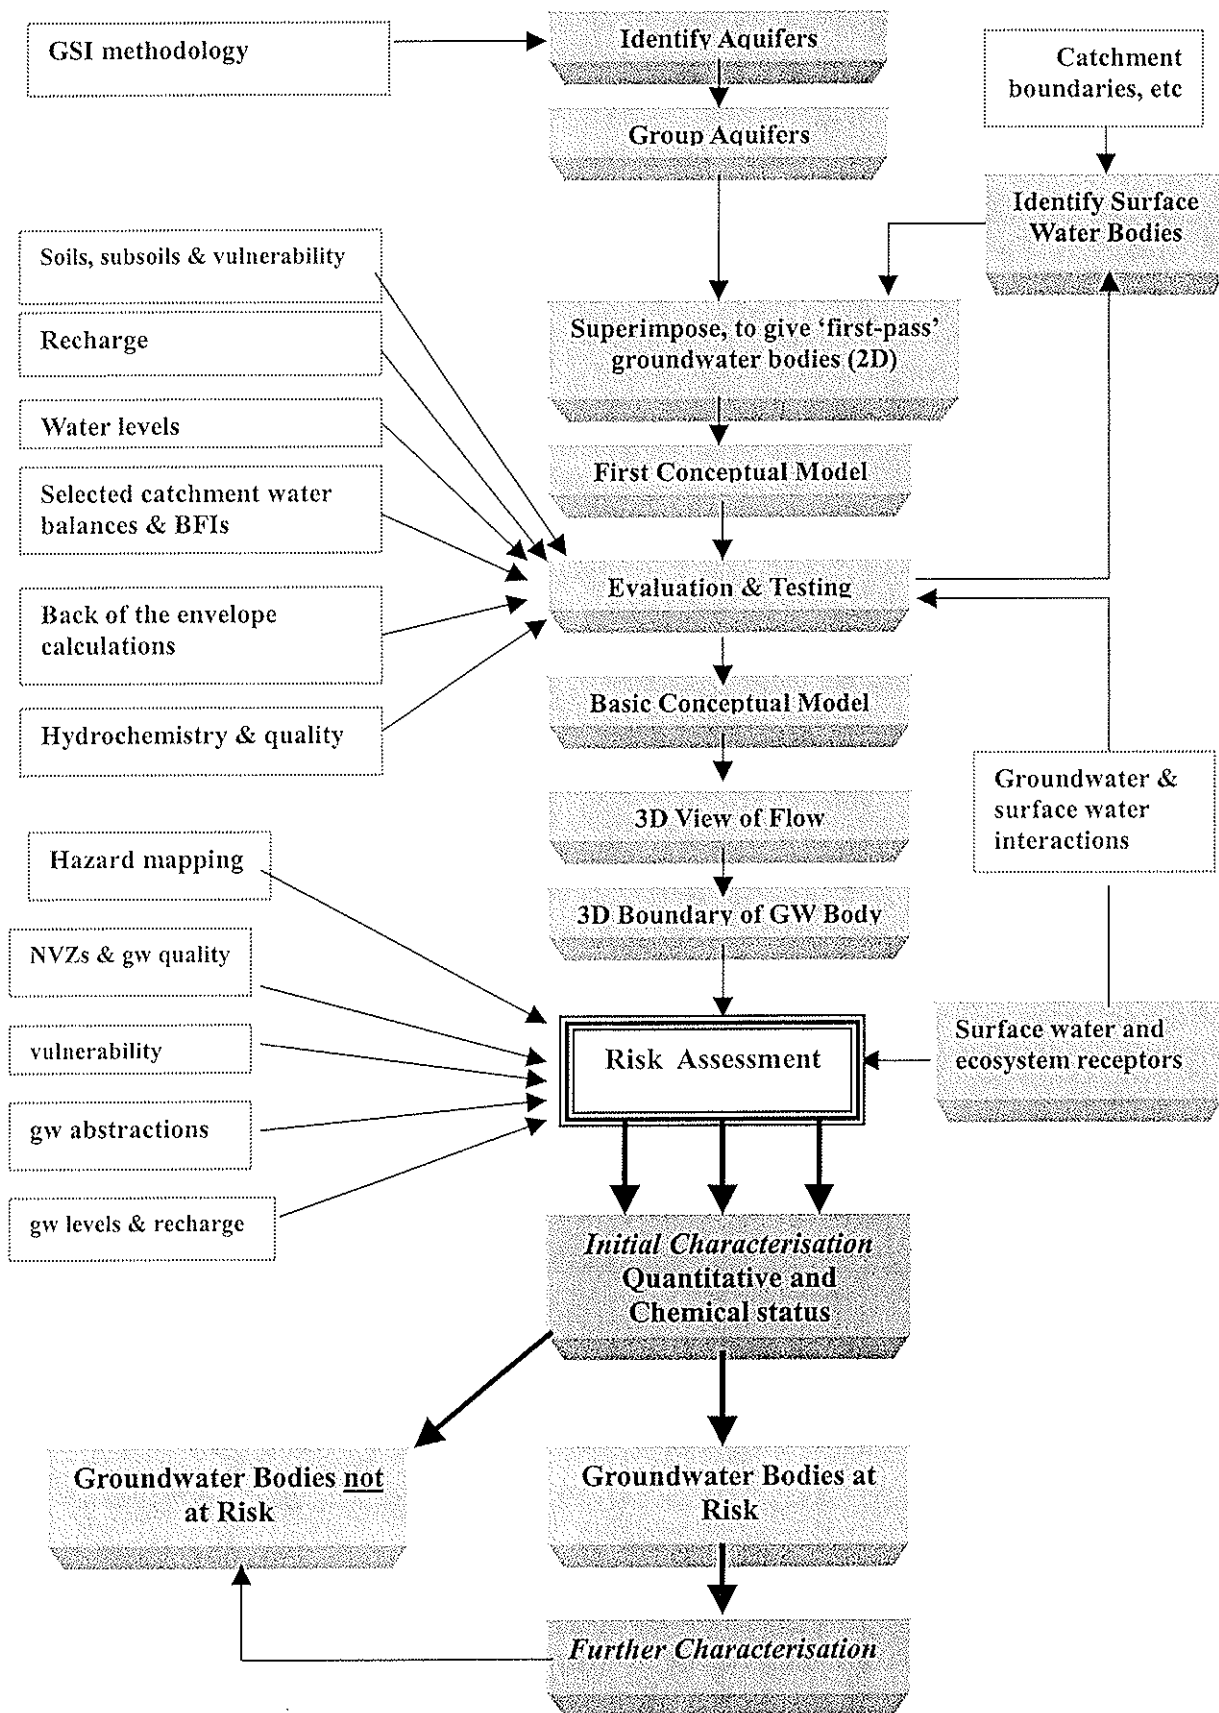 GSI methodology
Identify Aquifers
Catchment
boundaries, etc
Group Aquifers
Identify Surface
Water Bodies
Soils, subsoils & vulnerability
Recharge
Superimpose, to give ‘first-pass’
groundwater bodies (2D)
Water levels
First Conceptual Model
Selected catchment water
balances & BFIs
Evaluation & Testing
Back of the envelope
calculations
Basic Conceptual Model
Hydrochemistry & quality
Groundwater &
surface water
interactions
3D View of Flow
Hazard mapping
3D Boundary of GW Body
NVZs & gw quality
vulnerability
Risk Assessment
Surface water and
ecosystem receptors
gw abstractions
gw levels & recharge
Initial Characterisation
Quantitative and
Chemical status
Groundwater Bodies not
at Risk
Groundwater Bodies at
Risk
Further Characterisation